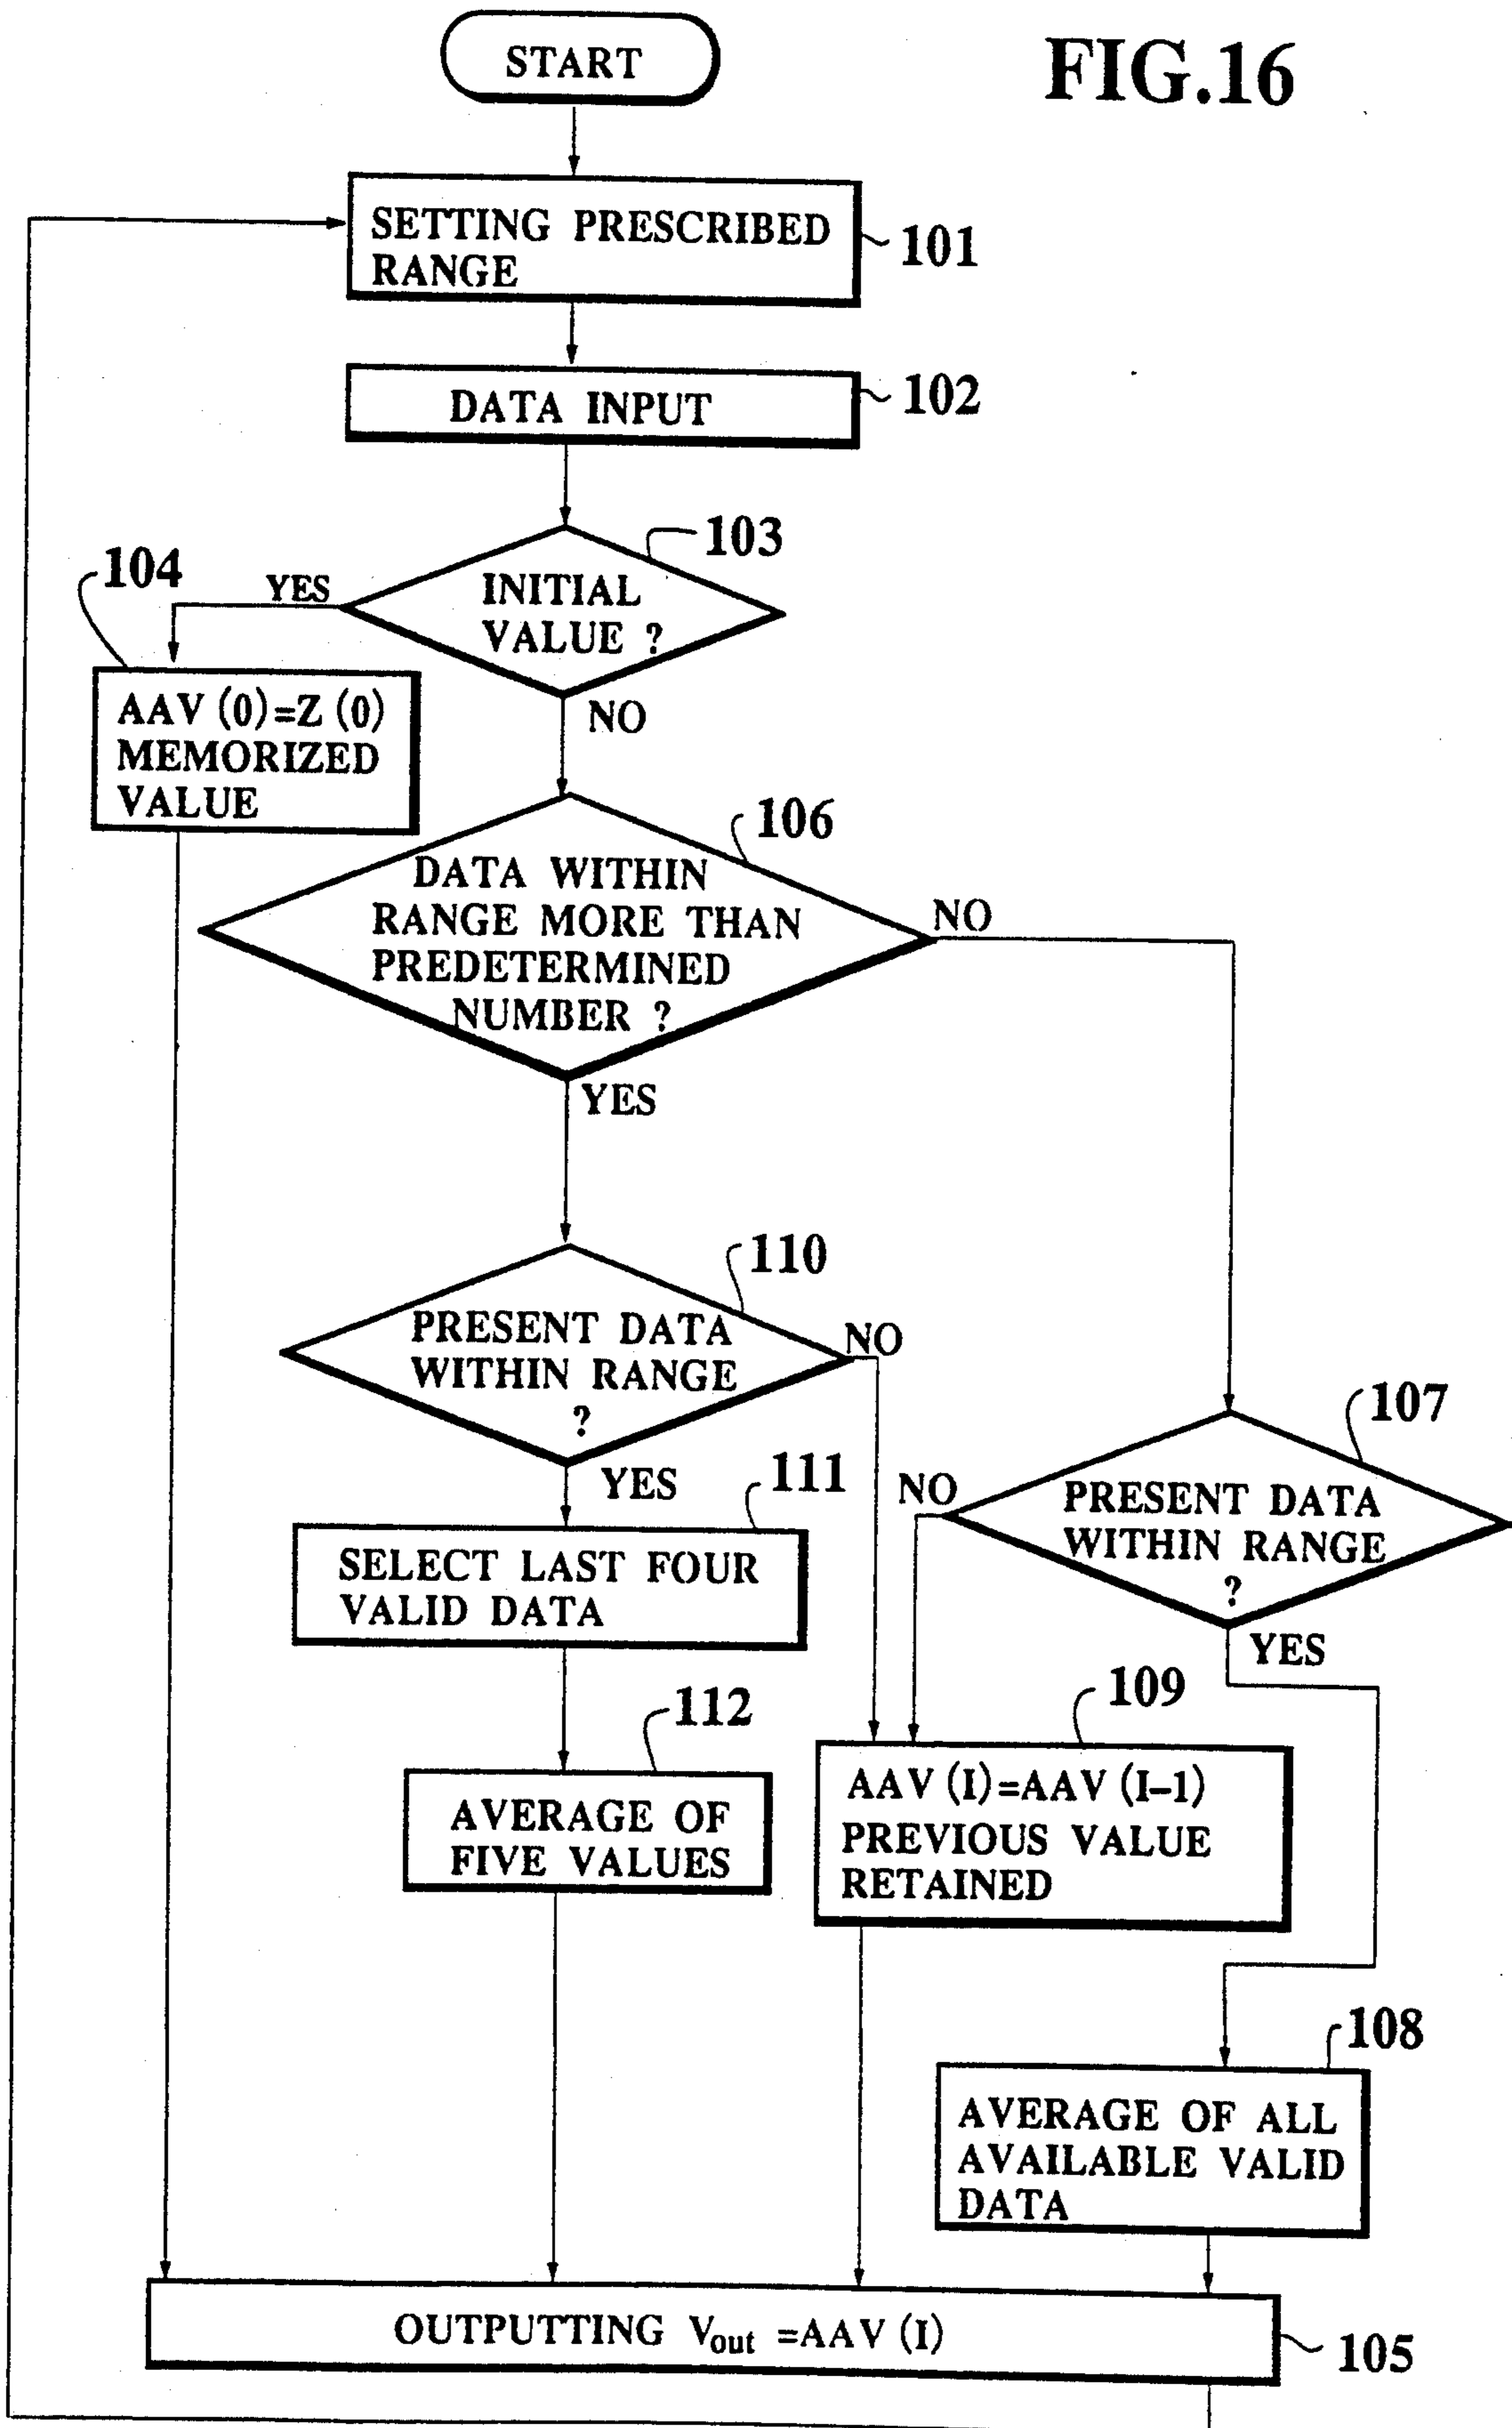 START
FIG.16
SETTING PRESCRIBED
RANGE
101
DATA INPUT
102
103
INITIAL
VALUE ?
YES
NO
104
AAV (0)=Z (0)
MEMORIZED
VALUE
106
DATA WITHIN
RANGE MORE THAN
PREDETERMINED
NUMBER ?
NO
YES
110
PRESENT DATA
WITHIN RANGE
?
NO
YES
107
PRESENT DATA
WITHIN RANGE
?
NO
YES
111
SELECT LAST FOUR
VALID DATA
112
AVERAGE OF
FIVE VALUES
109
AAV (I)=AAV (I-1)
PREVIOUS VALUE
RETAINED
108
AVERAGE OF ALL
AVAILABLE VALID
DATA
OUTPUTTING Vout =AAV (I)
105